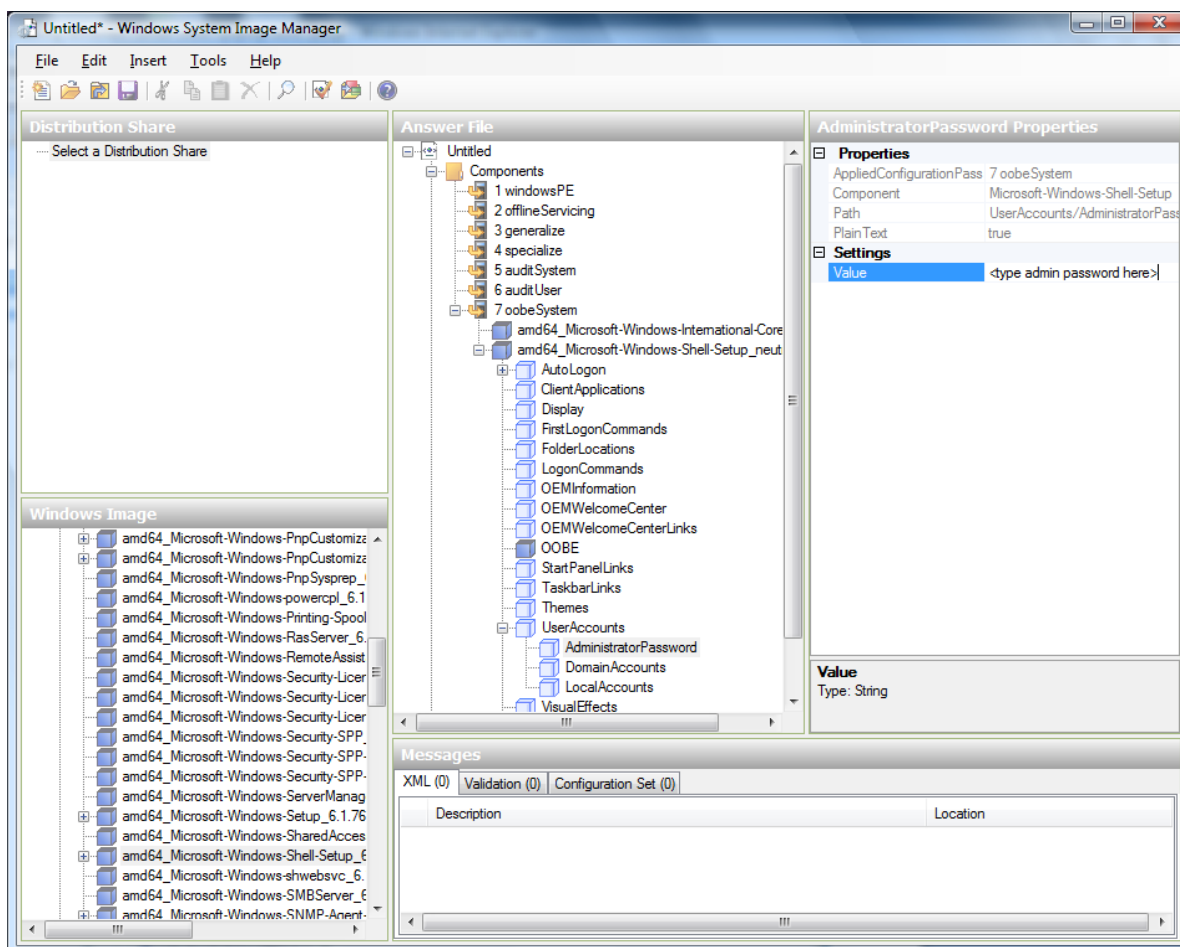 Untitled* - Windows System Image Manager
File Edit Insert Tools Help
Distribution Share
Select a Distribution Share
Windows Image
amd64_Microsoft-Windows-PnpCustomiza
amd64_Microsoft-Windows-PnpCustomiza
amd64_Microsoft-Windows-PnpSysprep_
amd64_Microsoft-Windows-powercpl_6.1
amd64_Microsoft-Windows-Printing-Spool
amd64_Microsoft-Windows-RasServer_6.
amd64_Microsoft-Windows-RemoteAssist
amd64_Microsoft-Windows-Security-Licer
amd64_Microsoft-Windows-Security-Licer
amd64_Microsoft-Windows-Security-Licer
amd64_Microsoft-Windows-Security-SPP_
amd64_Microsoft-Windows-Security-SPP-
amd64_Microsoft-Windows-Security-SPP-
amd64_Microsoft-Windows-ServerManag
amd64_Microsoft-Windows-Setup_6.1.76
amd64_Microsoft-Windows-SharedAcces
amd64_Microsoft-Windows-Shell-Setup_6
amd64_Microsoft-Windows-shwebsvc_6.
amd64_Microsoft-Windows-SMBServer_6
amd64_Microsoft-Windows-SNMP-Agent-
Answer File
Untitled
Components
1 windowsPE
2 offlineServicing
3 generalize
4 specialize
5 auditSystem
6 auditUser
7 oobeSystem
amd64_Microsoft-Windows-International-Core
amd64_Microsoft-Windows-Shell-Setup_neut
AutoLogon
ClientApplications
Display
FirstLogonCommands
FolderLocations
LogonCommands
OEMInformation
OEMWelcomeCenter
OEMWelcomeCenterLinks
OOBE
StartPanelLinks
TaskbarLinks
Themes
UserAccounts
AdministratorPassword
DomainAccounts
LocalAccounts
VisualEffects
AdministratorPassword Properties
Properties
AppliedConfigurationPass 7 oobeSystem
Component Microsoft-Windows-Shell-Setup
Path UserAccounts/AdministratorPass
PlainText true
Settings
Value <type admin password here>
Value
Type: String
Messages
XML (0) Validation (0) Configuration Set (0)
Description Location